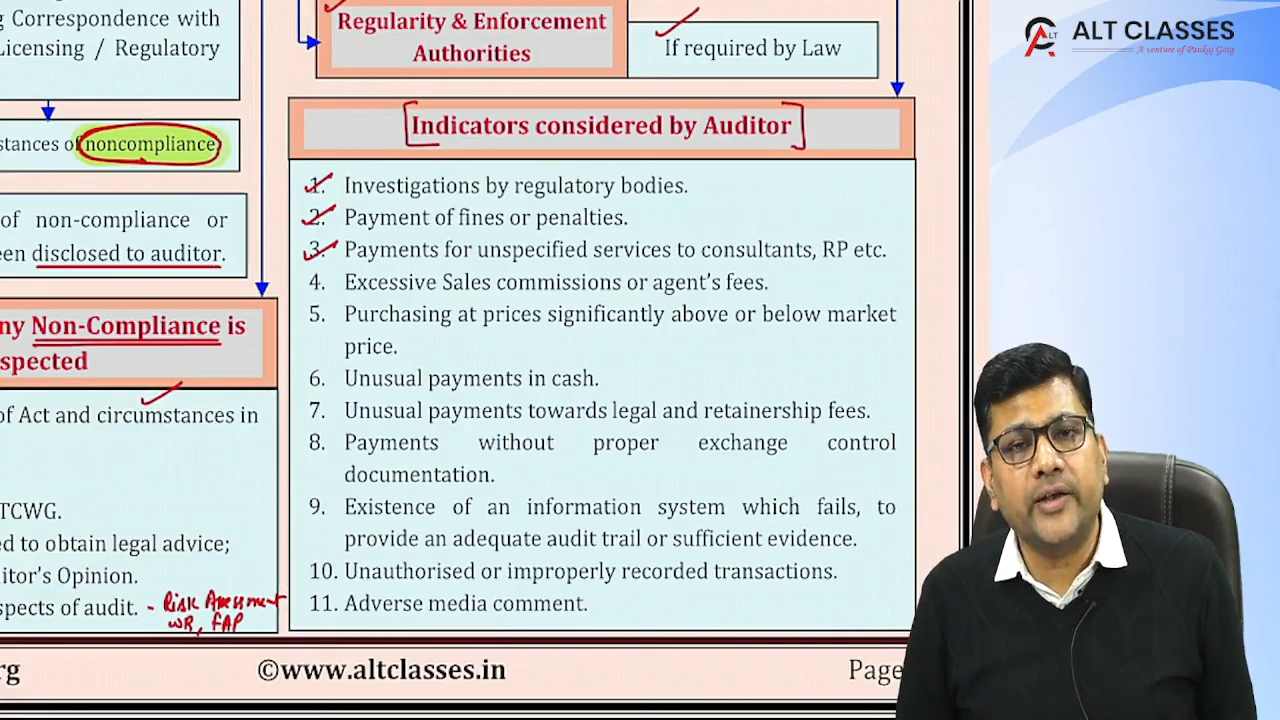 g Correspondence with
Licensing / Regulatory
stances of noncompliance
of non-compliance or
en disclosed to auditor.
ny Non-Compliance is
spected
of Act and circumstances in
TCWG.
ed to obtain legal advice;
itor's Opinion.
spects of audit. - Risk Assessment
WR, FAP
Regularity & Enforcement
Authorities
If required by Law
Indicators considered by Auditor
1. Investigations by regulatory bodies.
2. Payment of fines or penalties.
3. Payments for unspecified services to consultants, RP etc.
4. Excessive Sales commissions or agent's fees.
5. Purchasing at prices significantly above or below market
price.
6. Unusual payments in cash.
7. Unusual payments towards legal and retainership fees.
8. Payments without proper exchange control
documentation.
9. Existence of an information system which fails, to
provide an adequate audit trail or sufficient evidence.
10. Unauthorised or improperly recorded transactions.
11. Adverse media comment.
rg
©www.altclasses.in
Page
ALT
ALT CLASSES
A venture of Pankaj Garg